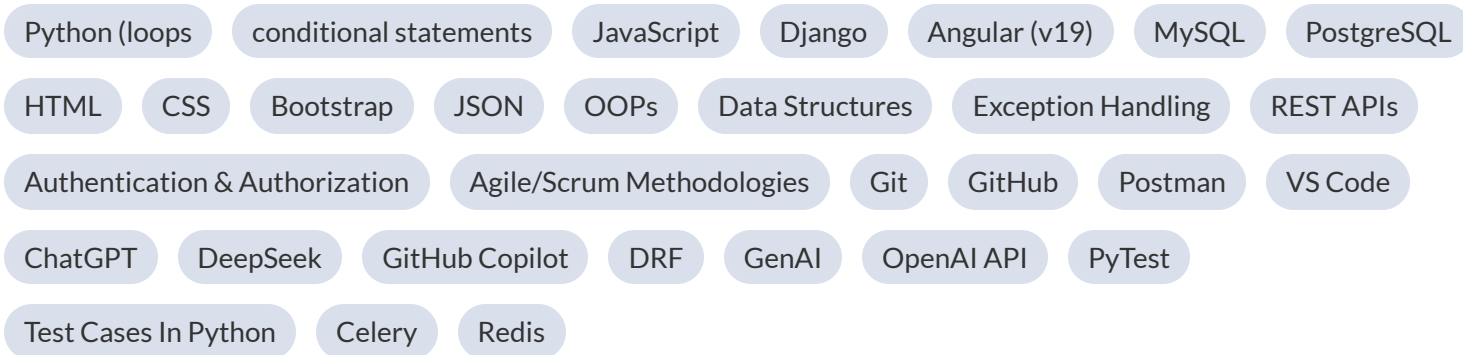 Python (loops conditional statements JavaScript Django Angular (v19) MySQL PostgreSQL
HTML CSS Bootstrap JSON OOPs Data Structures Exception Handling REST APIs
Authentication & Authorization Agile/Scrum Methodologies Git GitHub Postman VS Code
ChatGPT DeepSeek GitHub Copilot DRF GenAI OpenAI API PyTest
Test Cases In Python Celery Redis